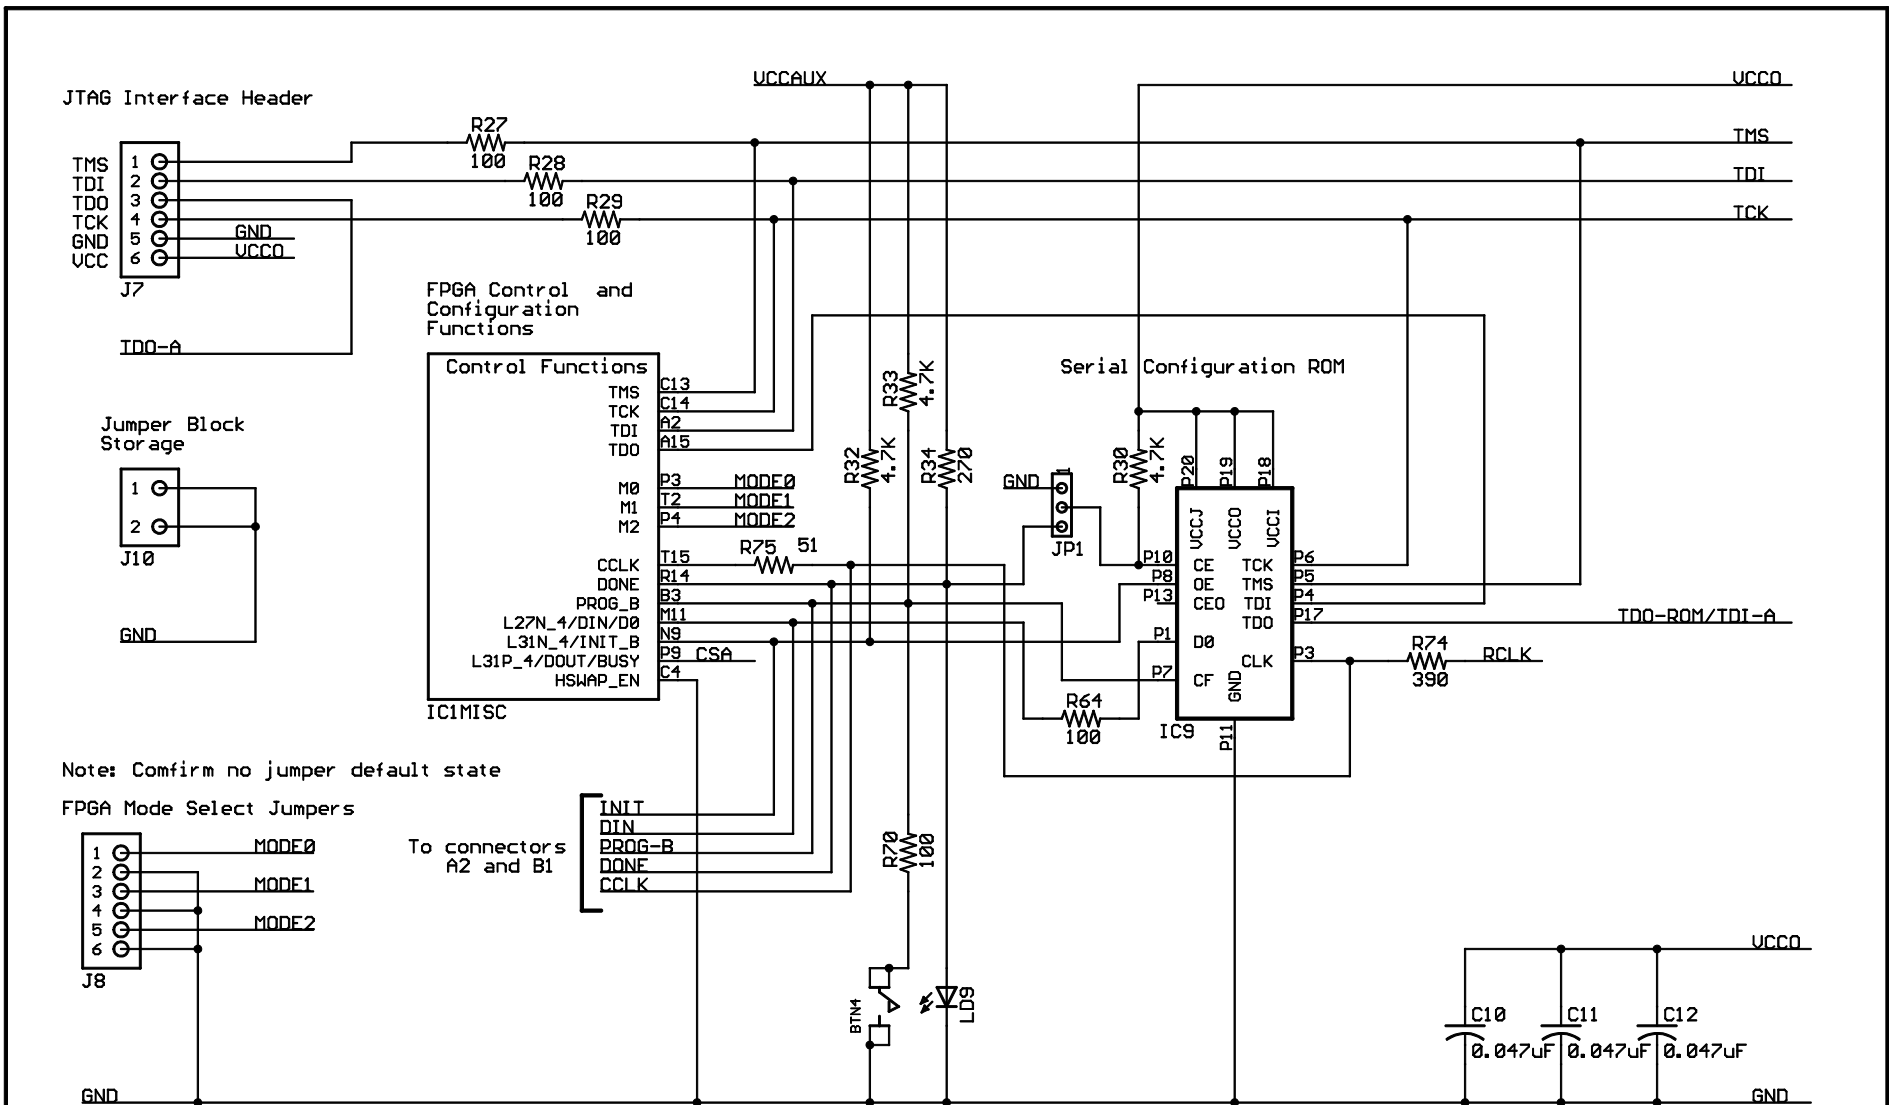 VCCAUX
VCCO
JTAG Interface Header
R27
100
TMS
R28
100
TDI
R29
100
TCK
TMS 1
TDI 2
TDO 3
TCK 4
GND 5 GND
VCC 6 VCCO
J7
TDO-A
FPGA Control and
Configuration
Functions
Control Functions
TMS C13
TCK C14
TDI A2
TDO A15
M0 P3 MODE0
M1 T2 MODE1
M2 P4 MODE2
CCLK T15 R75 51
DONE R14
PROG_B B3
L27N_4/DIN/D0 M11
L31N_4/INIT_B N9
L31P_4/DOUT/BUSY P9 CSA
HSWAP_EN C4
IC1MISC
R33
4.7K
R32
4.7K
R34
270
Serial Configuration ROM
R30
4.7K
GND
1
JP1
P20
P19
P18
VCCJ
VCCO
VCCI
P10 CE TCK P6
P8 OE TMS P5
P13 CEO TDI P4
TDO P17 TDO-ROM/TDI-A
P1 D0
CLK P3 R74 RCLK
390
P7 CF
GND
P11
IC9
R64
100
Jumper Block
Storage
1
2
J10
GND
Note: Comfirm no jumper default state
FPGA Mode Select Jumpers
1 MODE0
2
3 MODE1
4
5 MODE2
6
J8
To connectors
A2 and B1
INIT
DIN
PROG-B
DONE
CCLK
R70
100
BTN4
LD9
VCCO
C10
0.047uF
C11
0.047uF
C12
0.047uF
GND
GND